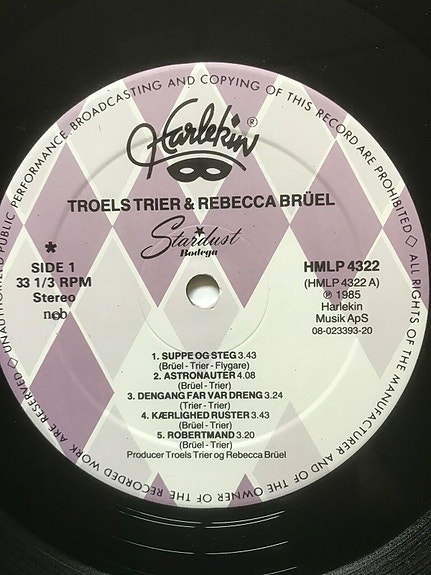 UNAUTHORIZED PUBLIC PERFORMANCE, BROADCASTING AND COPYING OF THIS RECORD ARE PROHIBITED ◇ ALL RIGHTS OF THE MANUFACTURER AND OF THE OWNER OF THE RECORDED WORK ARE RESERVED ◇
Harlekin ®
TROELS TRIER & REBECCA BRÜEL
Stardust
Bodega
*
SIDE 1
33 1/3 RPM
Stereo
ncb
HMLP 4322
(HMLP 4322 A)
℗ 1985
Harlekin
Musik ApS
08-023393-20
1. SUPPE OG STEG 3.43
(Brüel - Trier - Flygare)
2. ASTRONAUTER 4.08
(Brüel - Trier)
3. DENGANG FAR VAR DRENG 3.24
(Trier - Trier)
4. KÆRLIGHED RUSTER 3.43
(Brüel - Trier)
5. ROBERTMAND 3.20
(Brüel - Trier)
Producer Troels Trier og Rebecca Brüel